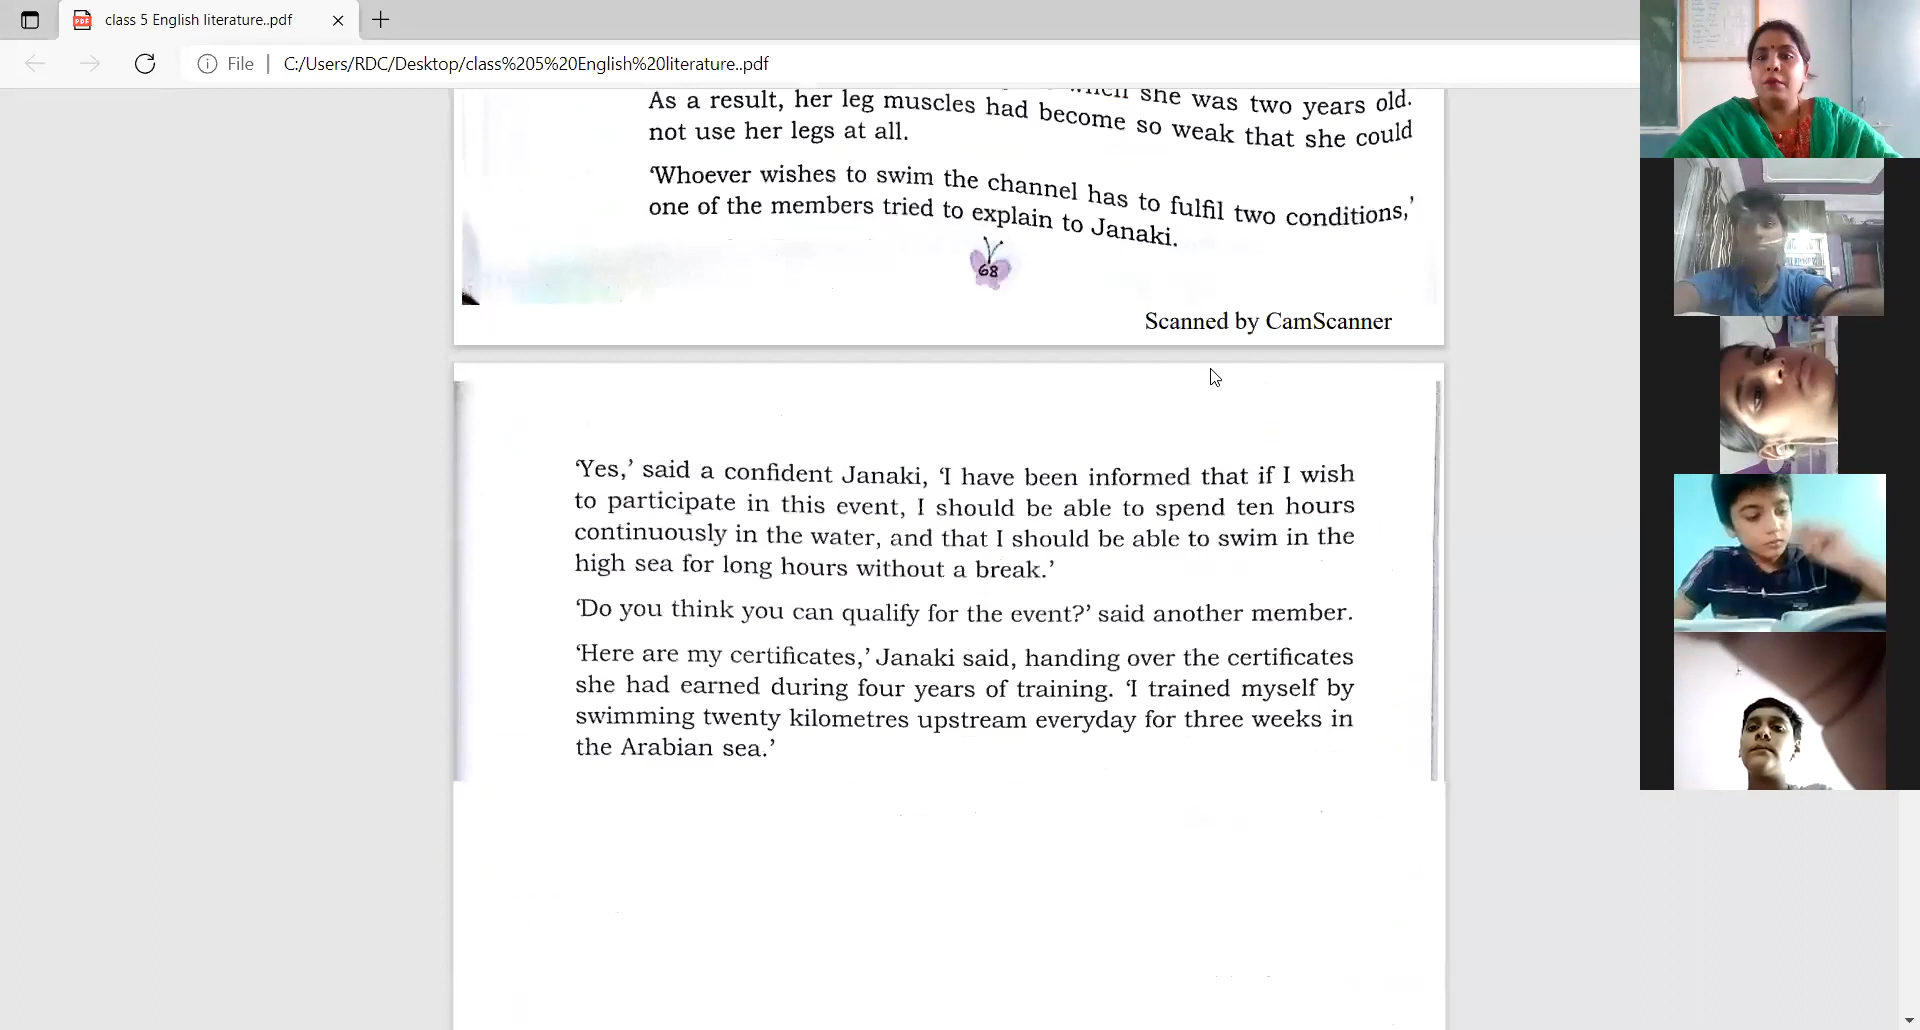 class 5 English literature..pdf
File
C:/Users/RDC/Desktop/class%205%20English%20literature..pdf
when she was two years old.
As a result, her leg muscles had become so weak that she could
not use her legs at all.
‘Whoever wishes to swim the channel has to fulfil two conditions,’
one of the members tried to explain to Janaki.
68
Scanned by CamScanner
‘Yes,’ said a confident Janaki, ‘I have been informed that if I wish
to participate in this event, I should be able to spend ten hours
continuously in the water, and that I should be able to swim in the
high sea for long hours without a break.’
‘Do you think you can qualify for the event?’ said another member.
‘Here are my certificates,’ Janaki said, handing over the certificates
she had earned during four years of training. ‘I trained myself by
swimming twenty kilometres upstream everyday for three weeks in
the Arabian sea.’